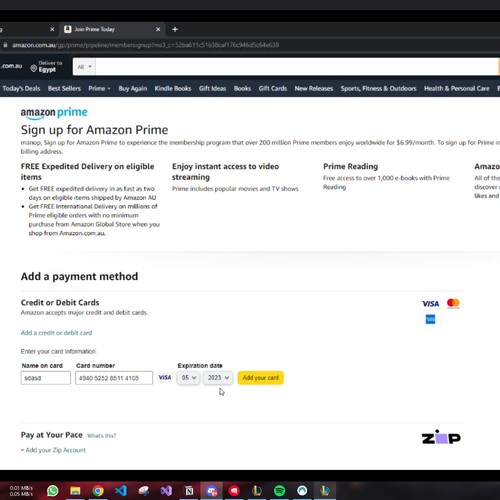 Join Prime Today
amazon.com.au/gp/prime/pipeline/membersignup?ms3_c=52ba611c51638caf176c946d5c64e638
.com.au
Deliver to
Egypt
All
Today's Deals Best Sellers Prime Buy Again Kindle Books Gift Ideas Books Gift Cards New Releases Sports, Fitness & Outdoors Health & Personal Care
amazon prime
Sign up for Amazon Prime
manop, Sign up for Amazon Prime to experience the membership program that over 200 million Prime members enjoy worldwide for $6.99/month. To sign up for Prime in
billing address.
FREE Expedited Delivery on eligible
items
Get FREE expedited delivery in as fast as two
days on eligible items shipped by Amazon AU
Get FREE International Delivery on millions of
Prime eligible orders with no minimum
purchase from Amazon Global Store when you
shop from Amazon.com.au.
Enjoy instant access to video
streaming
Prime includes popular movies and TV shows
Prime Reading
Free access to over 1,000 e-books with Prime
Reading
Amazo
All of the
discover
likes and
Add a payment method
Credit or Debit Cards
Amazon accepts major credit and debit cards.
VISA
Add a credit or debit card
Enter your card information:
Name on card Card number Expiration date
sdasd 4940 5252 8511 4105 VISA 05 2023 Add your card
Pay at Your Pace What's this?
ZIP
+ Add your Zip Account
0.01 MB/s
0.05 MB/s